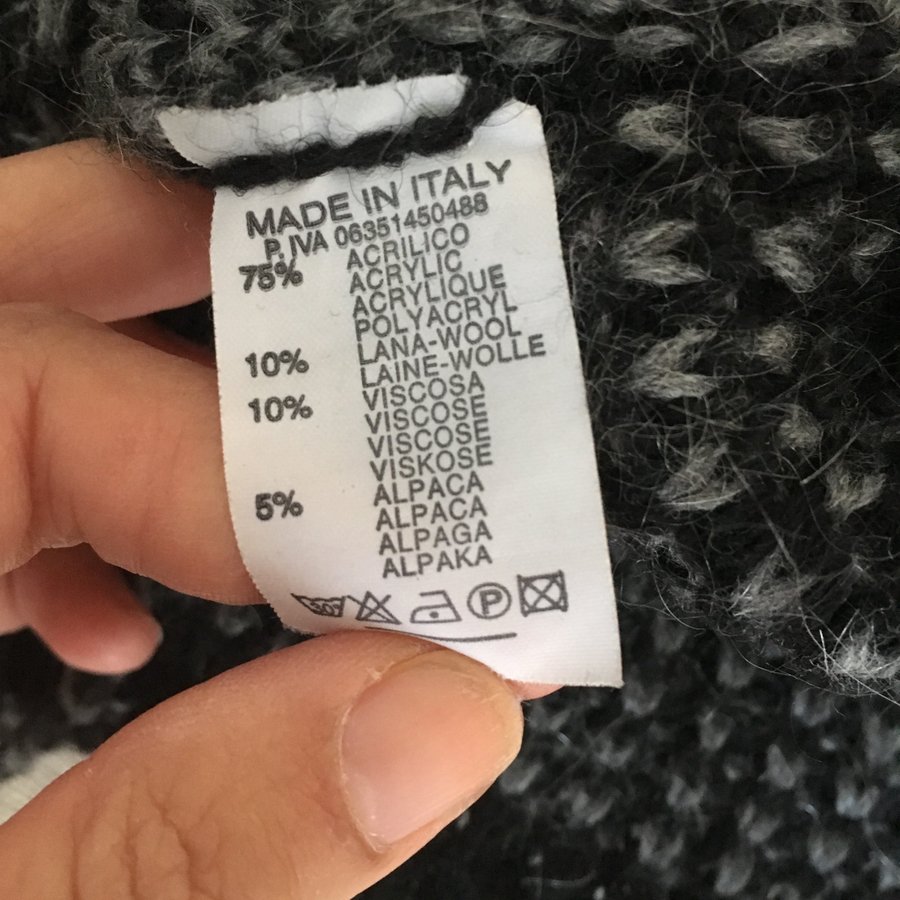 MADE IN ITALY
P. IVA 06351450488
75% ACRILICO
ACRYLIC
ACRYLIQUE
POLYACRYL
10% LANA-WOOL
LAINE-WOLLE
10% VISCOSA
VISCOSE
VISCOSE
VISKOSE
5% ALPACA
ALPACA
ALPAGA
ALPAKA
30° P